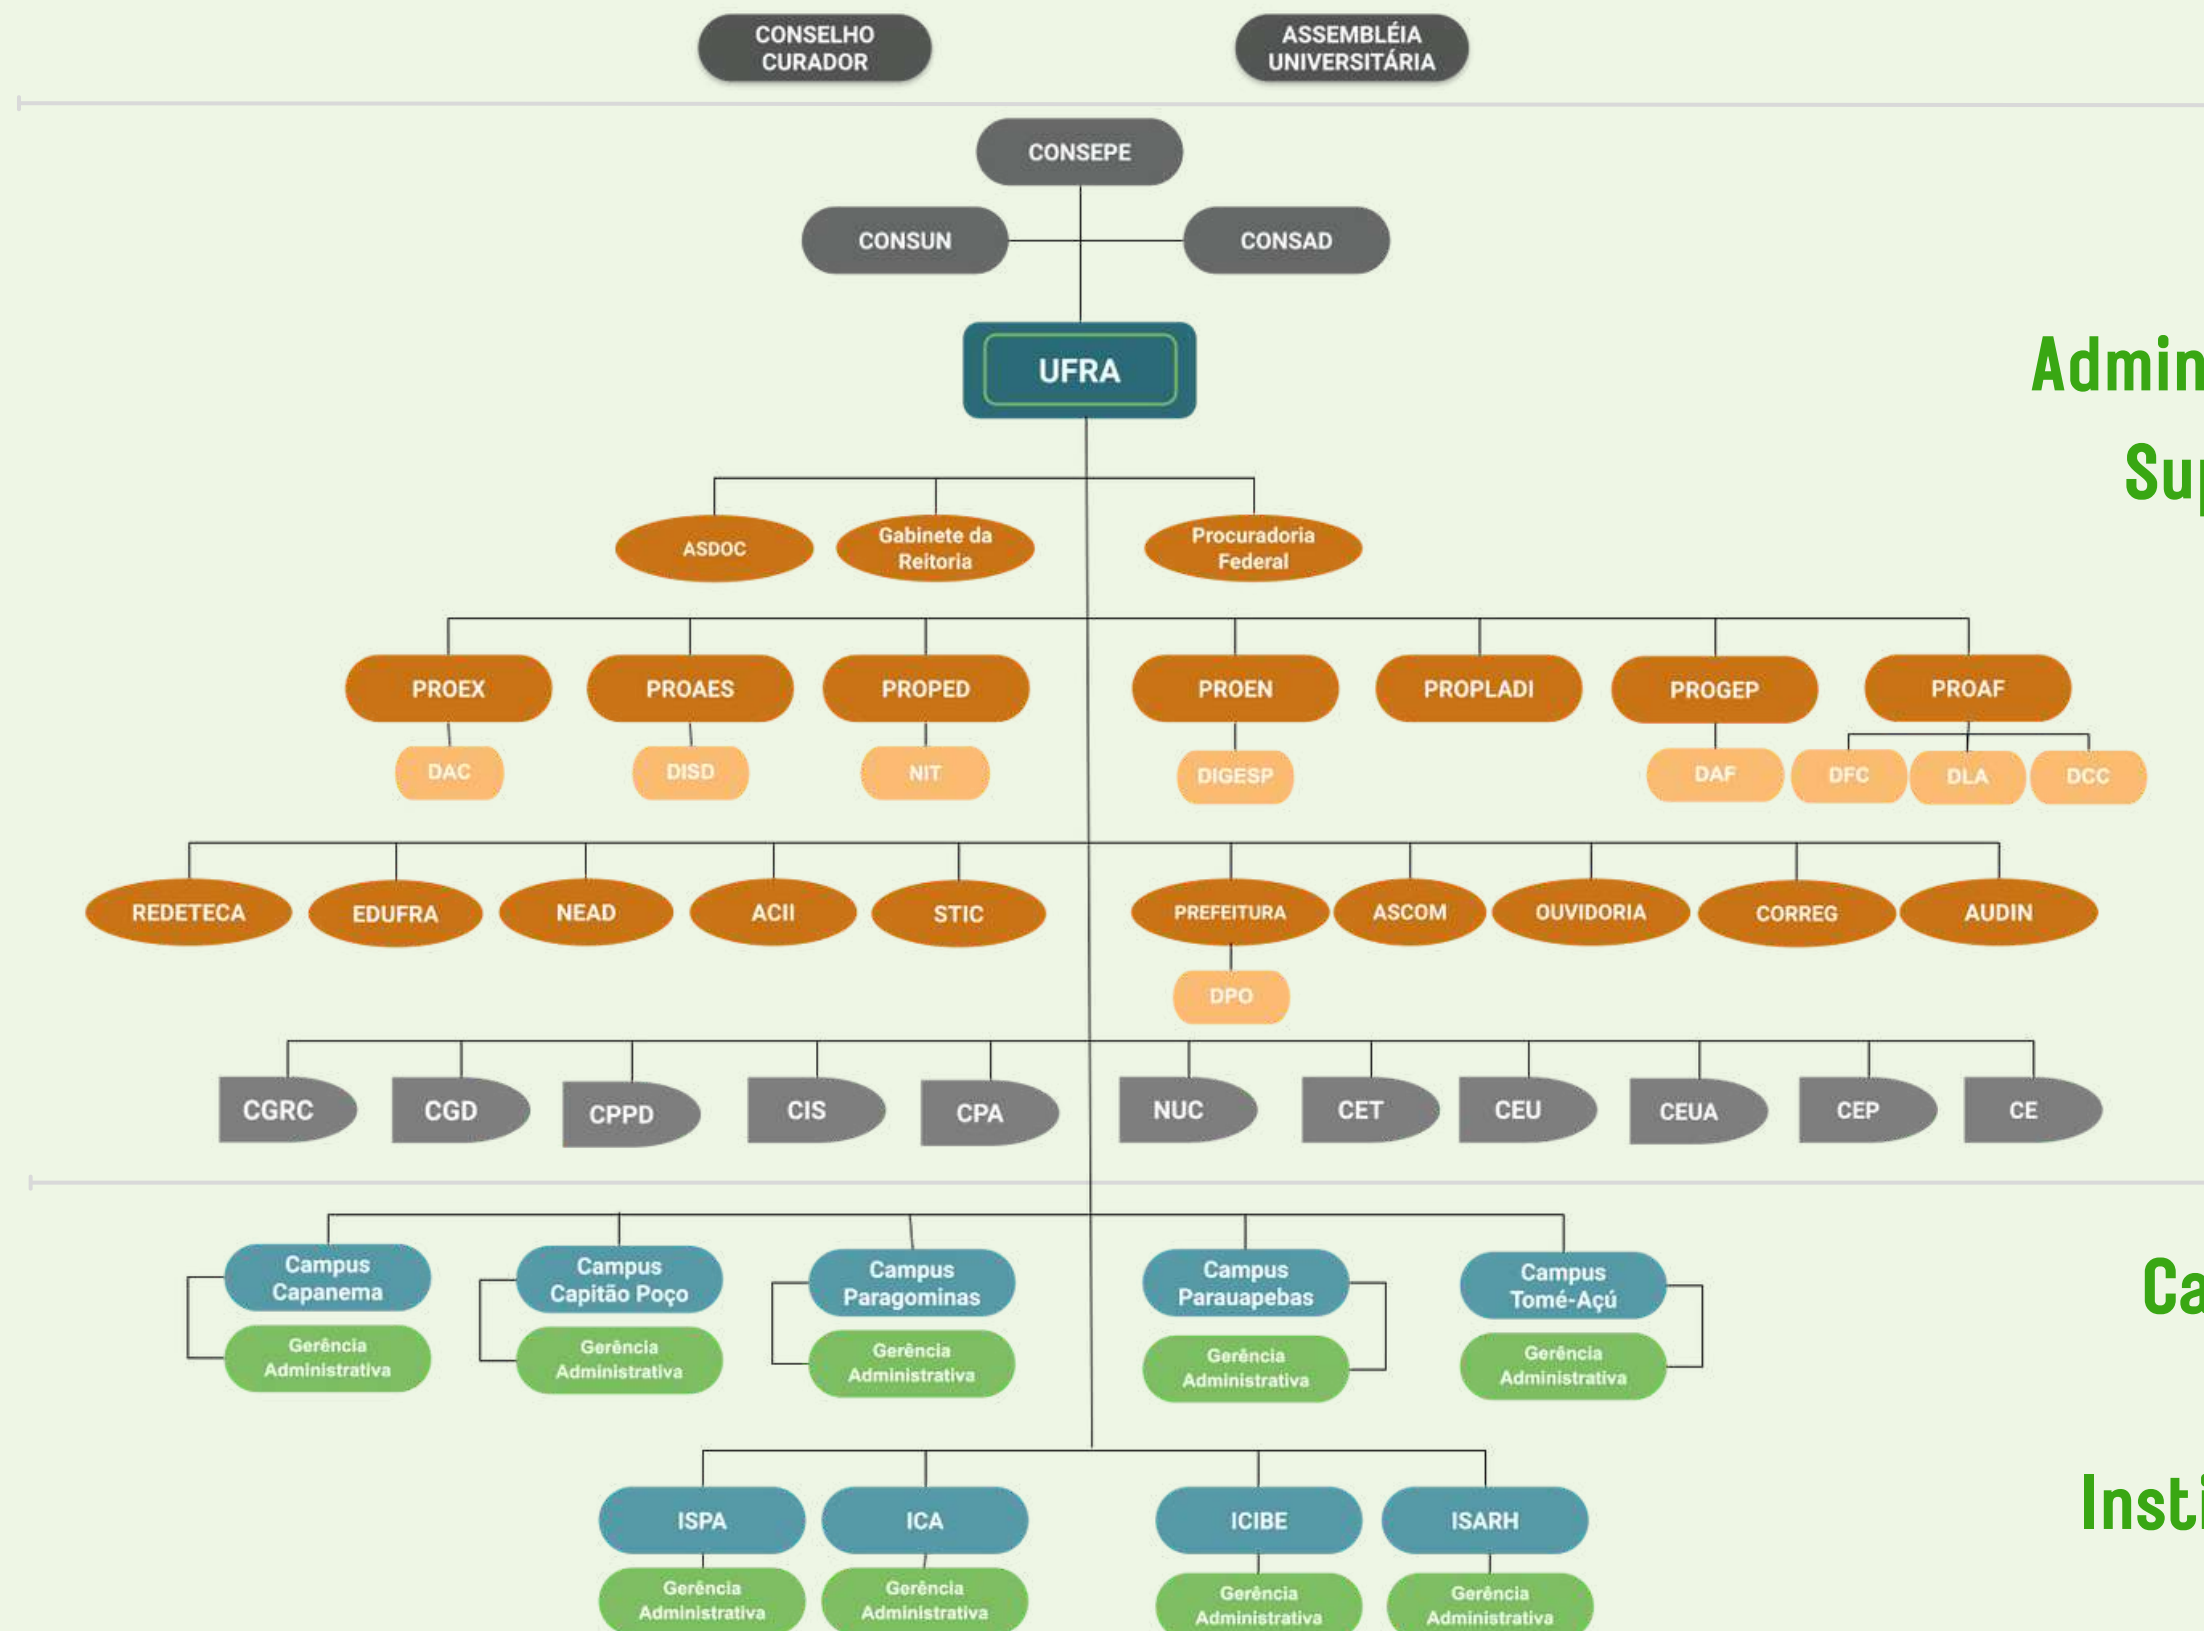 CONSELHO
CURADOR
ASSEMBLÉIA
UNIVERSITÁRIA
CONSEPE
CONSUN
CONSAD
UFRA
Admin
Sup
ASDOC
Gabinete da
Reitoria
Procuradoria
Federal
PROEX
PROAES
PROPED
PROEN
PROPLADI
PROGEP
PROAF
DAC
DISD
NIT
DIGESP
DAF
DFC
DLA
DCC
REDETECA
EDUFRA
NEAD
ACII
STIC
PREFEITURA
ASCOM
OUVIDORIA
CORREG
AUDIN
DPO
CGRC
CGD
CPPD
CIS
CPA
NUC
CET
CEU
CEUA
CEP
CE
Campus
Capanema
Campus
Capitão Poço
Campus
Paragominas
Campus
Parauapebas
Campus
Tomé-Açú
Ca
Gerência
Administrativa
Gerência
Administrativa
Gerência
Administrativa
Gerência
Administrativa
Gerência
Administrativa
ISPA
ICA
ICIBE
ISARH
Insti
Gerência
Administrativa
Gerência
Administrativa
Gerência
Administrativa
Gerência
Administrativa